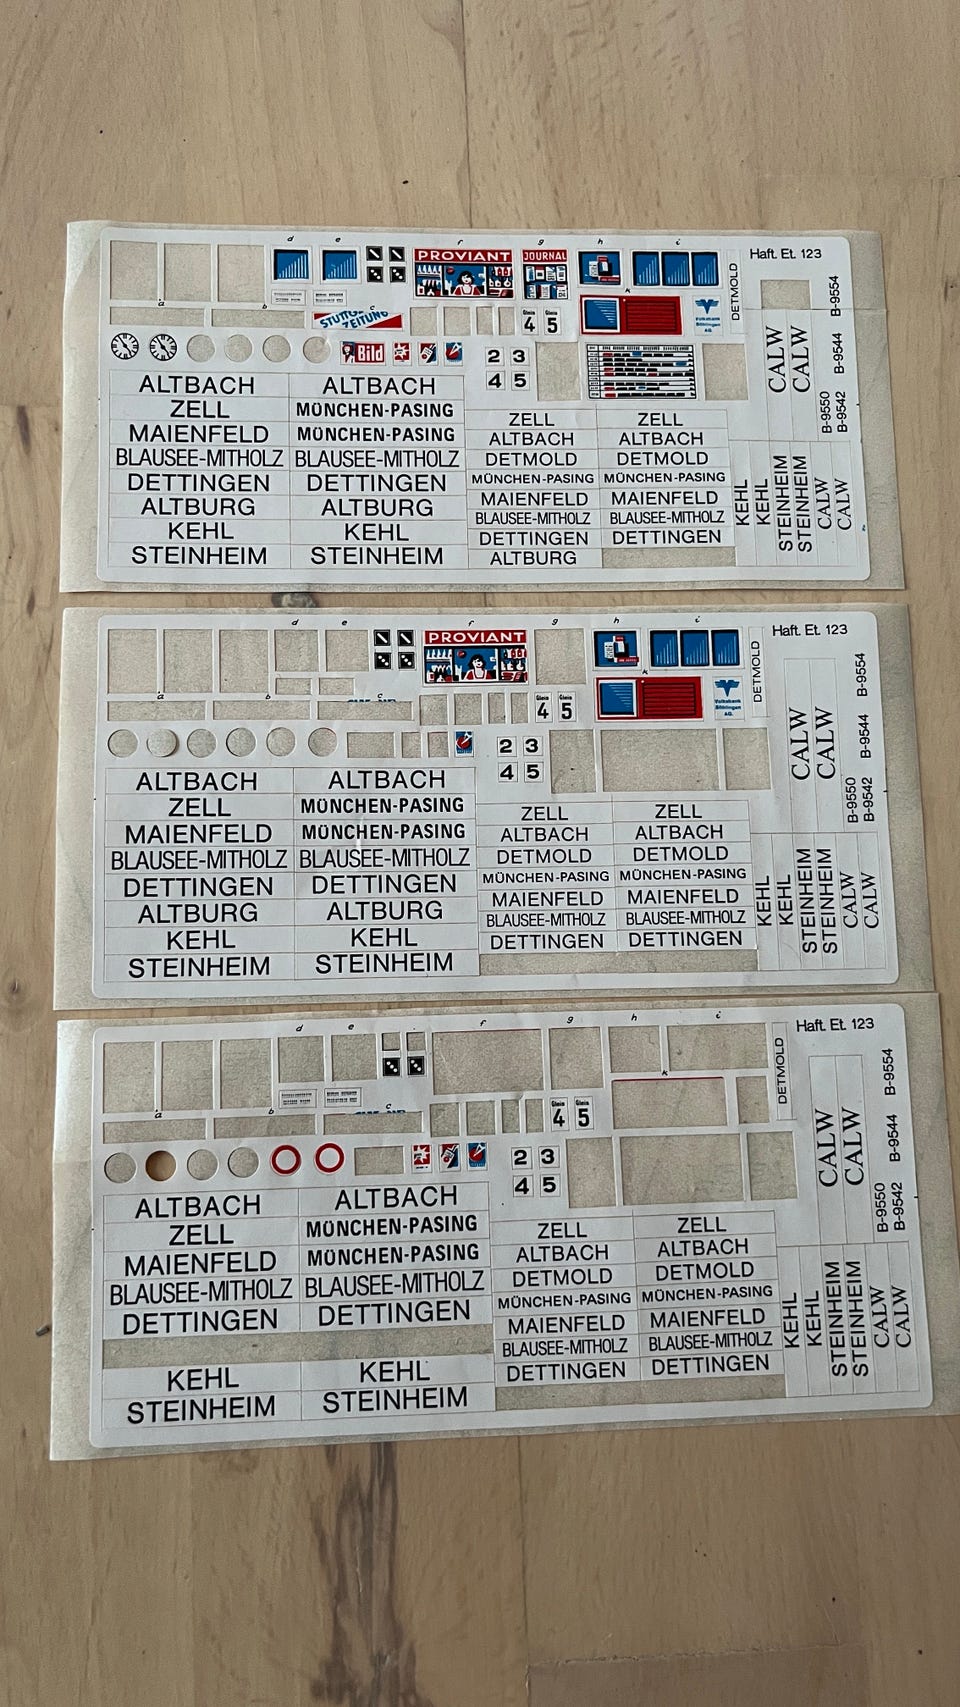 d e f g h i
PROVIANT JOURNAL
Haft. Et. 123
a b c k
STUTTG ZEITUNG
Gleis 4 Gleis 5
Volksbank
Böblingen
AG.
DETMOLD
B-9554
Bild
2 3
4 5
CALW
CALW
B-9544
B-9550
B-9542
ALTBACH ALTBACH
ZELL MÜNCHEN-PASING
MAIENFELD MÜNCHEN-PASING
BLAUSEE-MITHOLZ BLAUSEE-MITHOLZ
DETTINGEN DETTINGEN
ALTBURG ALTBURG
KEHL KEHL
STEINHEIM STEINHEIM
ZELL ZELL
ALTBACH ALTBACH
DETMOLD DETMOLD
MÜNCHEN-PASING MÜNCHEN-PASING
MAIENFELD MAIENFELD
BLAUSEE-MITHOLZ BLAUSEE-MITHOLZ
DETTINGEN DETTINGEN
ALTBURG
KEHL
KEHL
STEINHEIM
STEINHEIM
CALW
CALW
d e f g h i
PROVIANT
Haft. Et. 123
a b c k
Gleis 4 Gleis 5
Volksbank
Böblingen
AG.
DETMOLD
B-9554
2 3
4 5
CALW
CALW
B-9544
B-9550
B-9542
ALTBACH ALTBACH
ZELL MÜNCHEN-PASING
MAIENFELD MÜNCHEN-PASING
BLAUSEE-MITHOLZ BLAUSEE-MITHOLZ
DETTINGEN DETTINGEN
ALTBURG ALTBURG
KEHL KEHL
STEINHEIM STEINHEIM
ZELL ZELL
ALTBACH ALTBACH
DETMOLD DETMOLD
MÜNCHEN-PASING MÜNCHEN-PASING
MAIENFELD MAIENFELD
BLAUSEE-MITHOLZ BLAUSEE-MITHOLZ
DETTINGEN DETTINGEN
KEHL
KEHL
STEINHEIM
STEINHEIM
CALW
CALW
d e f g h i
Haft. Et. 123
a b c k
Gleis 4 Gleis 5
DETMOLD
B-9554
2 3
4 5
CALW
CALW
B-9544
B-9550
B-9542
ALTBACH ALTBACH
ZELL MÜNCHEN-PASING
MAIENFELD MÜNCHEN-PASING
BLAUSEE-MITHOLZ BLAUSEE-MITHOLZ
DETTINGEN DETTINGEN
KEHL KEHL
STEINHEIM STEINHEIM
ZELL ZELL
ALTBACH ALTBACH
DETMOLD DETMOLD
MÜNCHEN-PASING MÜNCHEN-PASING
MAIENFELD MAIENFELD
BLAUSEE-MITHOLZ BLAUSEE-MITHOLZ
DETTINGEN DETTINGEN
KEHL
KEHL
STEINHEIM
STEINHEIM
CALW
CALW